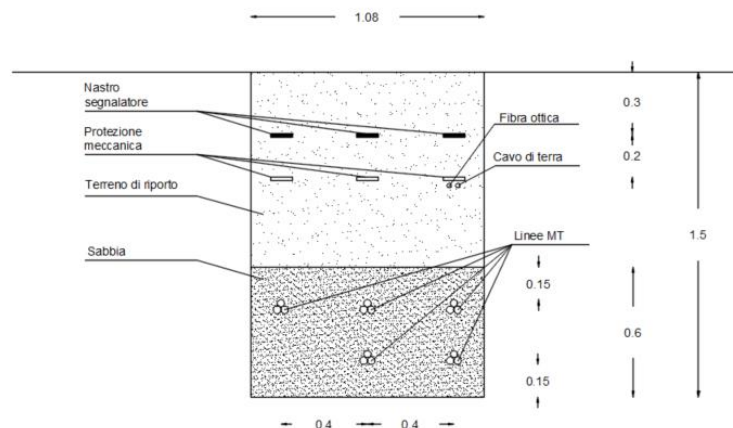 1.08
Nastro
segnalatore
Protezione
meccanica
Terreno di riporto
Sabbia
Fibra ottica
Cavo di terra
Linee MT
0.3
0.2
1.5
0.15
0.6
0.15
0.4
0.4